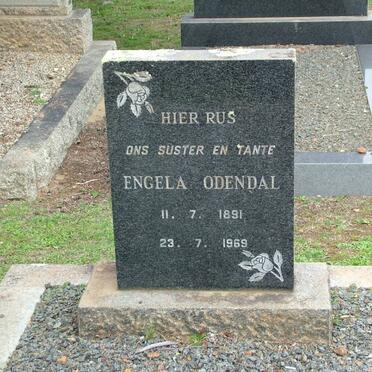 HIER RUS
ONS SUSTER EN TANTE
ENGELA ODENDAL
11. 7. 1891
23. 7. 1969